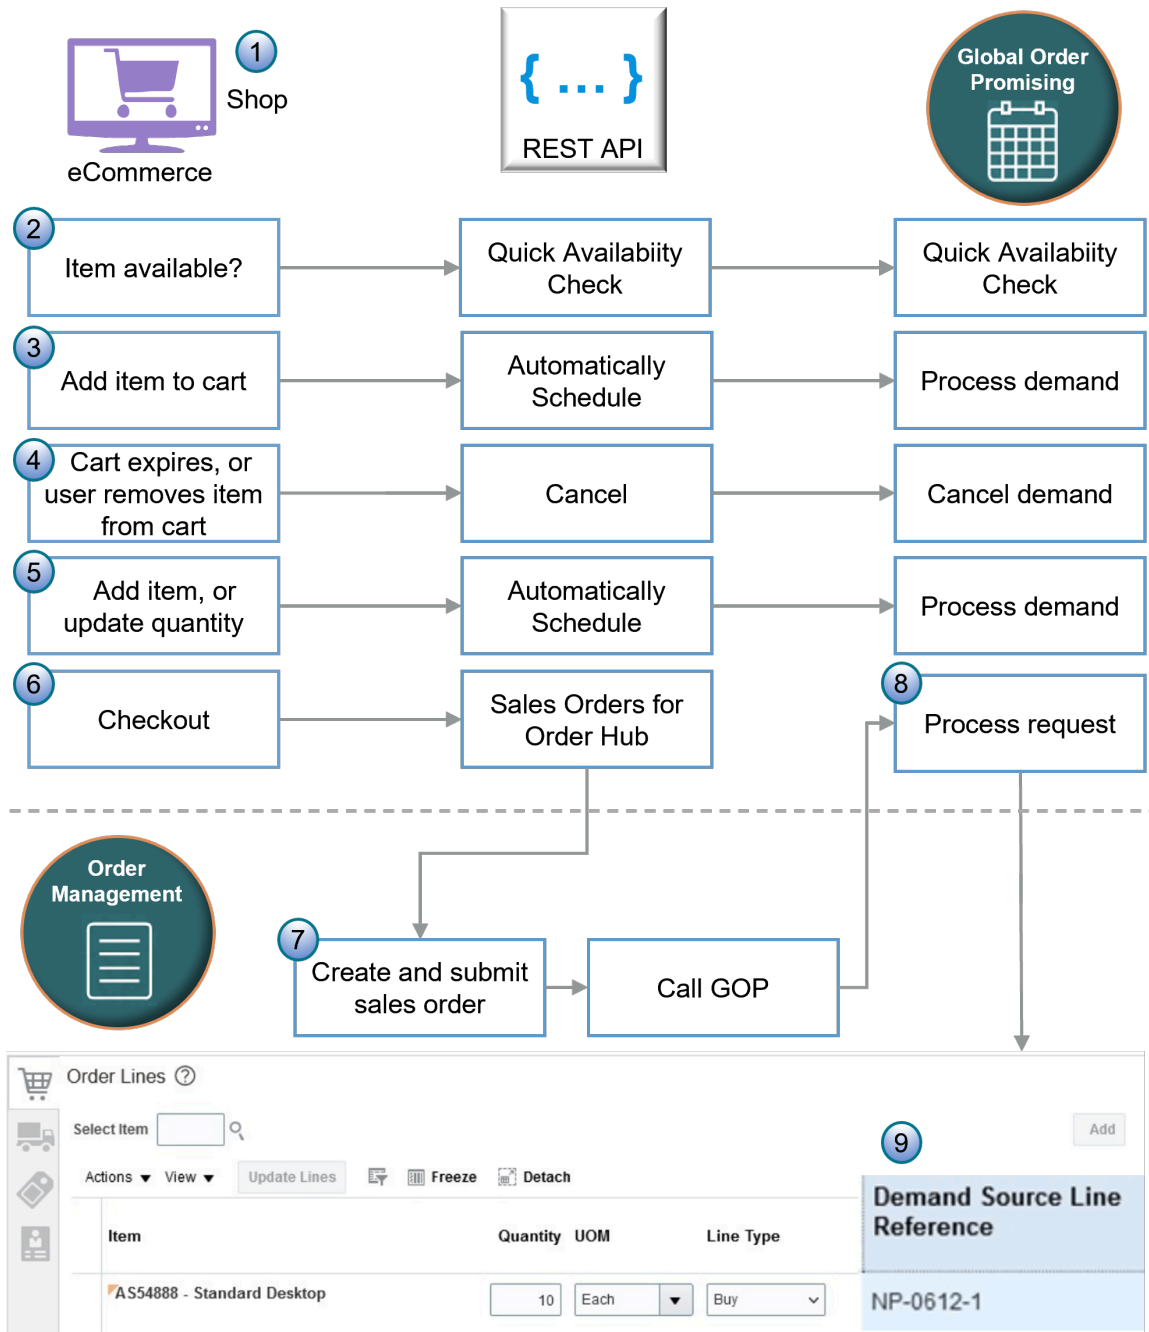 1
Shop
eCommerce
{ ... }
REST API
Global Order
Promising
2
Item available?
Quick Availabiity
Check
Quick Availabiity
Check
3
Add item to cart
Automatically
Schedule
Process demand
4
Cart expires, or
user removes item
from cart
Cancel
Cancel demand
5
Add item, or
update quantity
Automatically
Schedule
Process demand
6
Checkout
Sales Orders for
Order Hub
8
Process request
Order
Management
7
Create and submit
sales order
Call GOP
Order Lines ?
Select Item
Add
9
Actions View Update Lines Freeze Detach
Demand Source Line
Reference
Item Quantity UOM Line Type
AS54888 - Standard Desktop 10 Each Buy
NP-0612-1